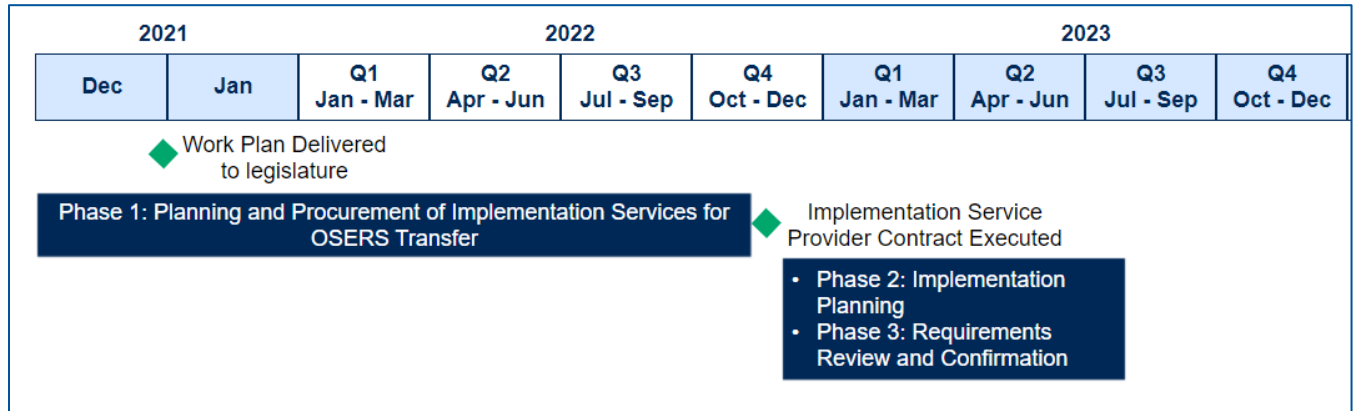 2021 2022 2023
Dec Jan Q1 Q2 Q3 Q4 Q1 Q2 Q3 Q4
Jan - Mar Apr - Jun Jul - Sep Oct - Dec Jan - Mar Apr - Jun Jul - Sep Oct - Dec
Work Plan Delivered
to legislature
Phase 1: Planning and Procurement of Implementation Services for
OSERS Transfer
Implementation Service
Provider Contract Executed
• Phase 2: Implementation
Planning
• Phase 3: Requirements
Review and Confirmation